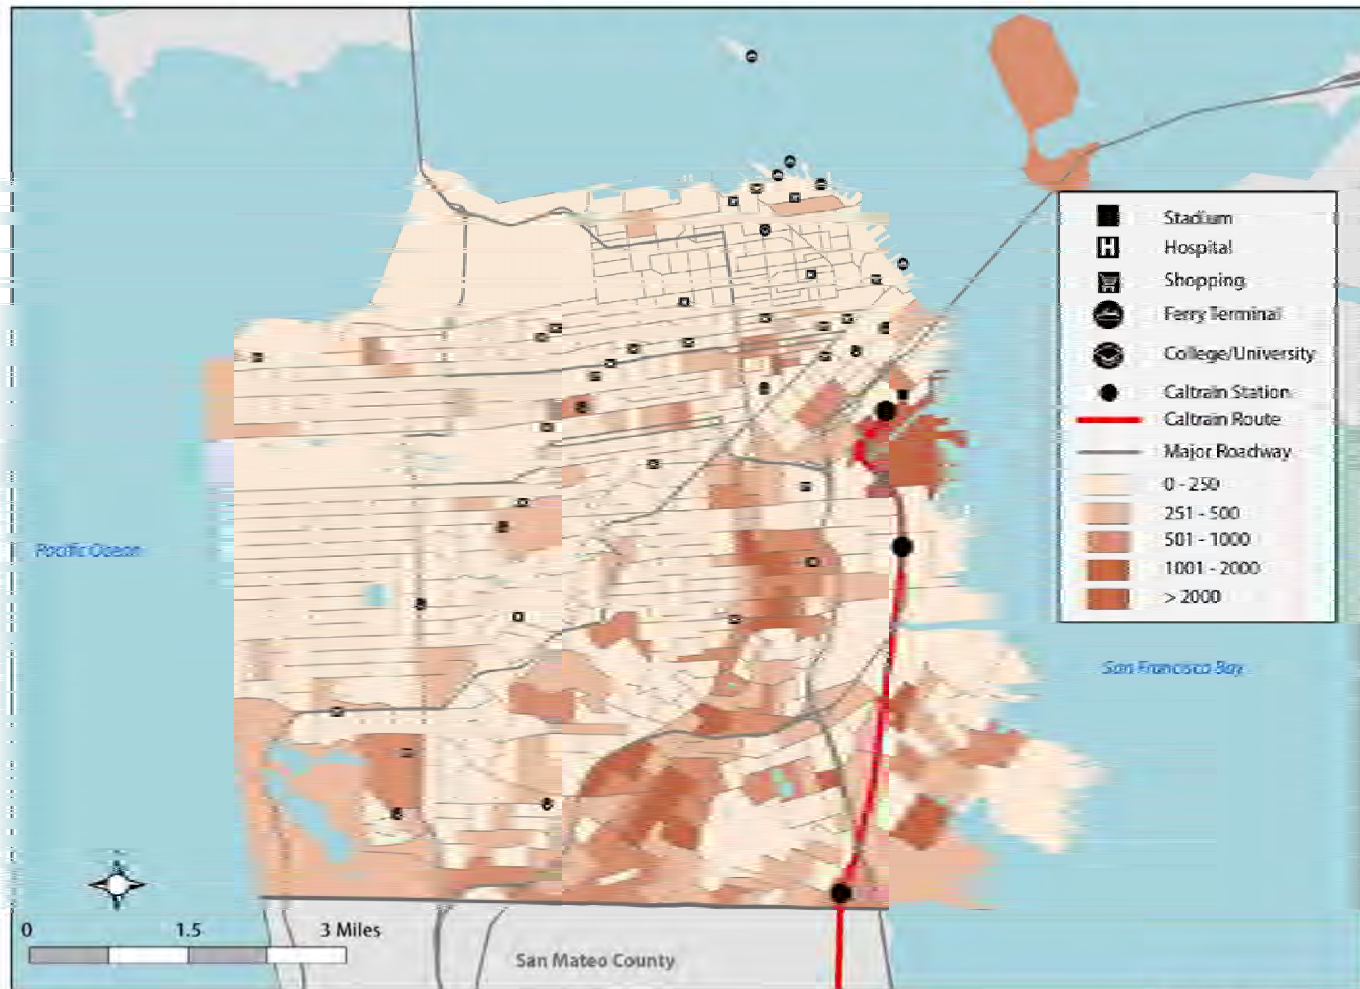 Stadium
H Hospital
Shopping
Ferry Terminal
College/University
Caltrain Station
Caltrain Route
Major Roadway
0 - 250
251 - 500
501 - 1000
1001 - 2000
> 2000
Pacific Ocean
San Francisco Bay
0 1.5 3 Miles
San Mateo County